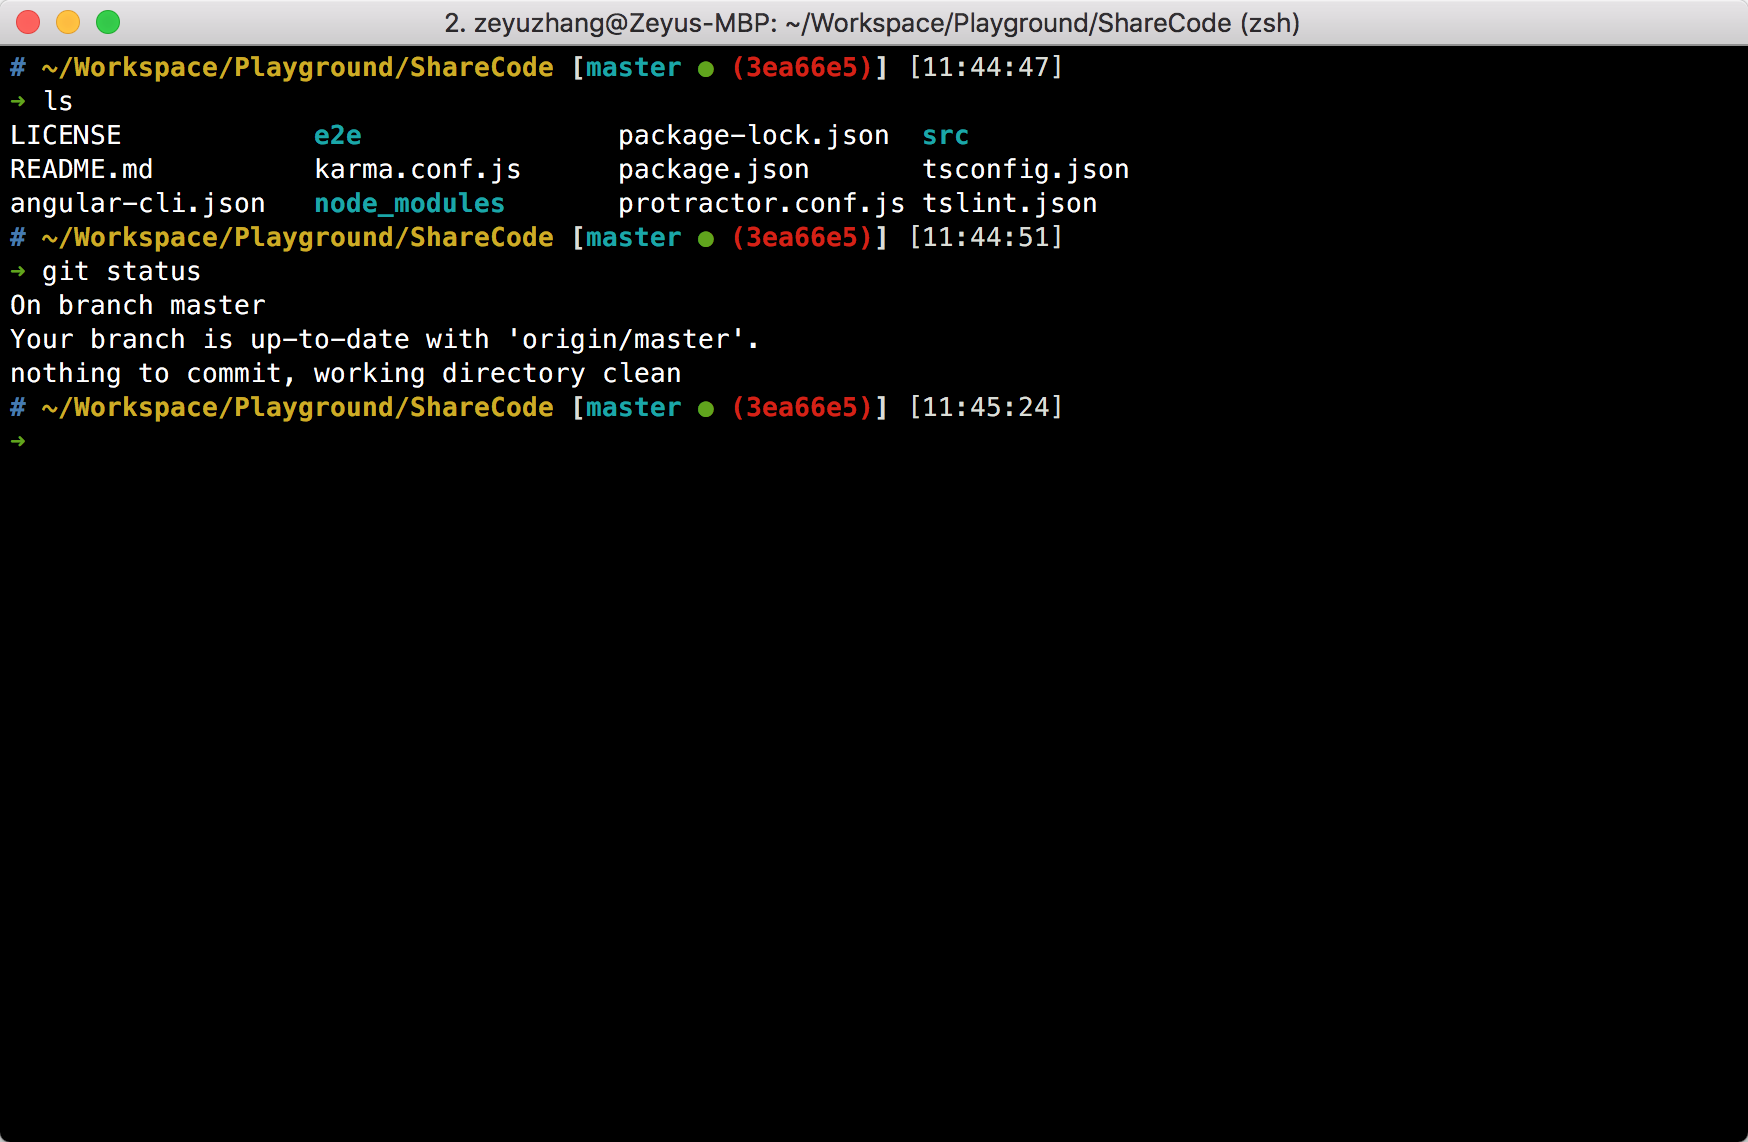 2. zeyuzhang@Zeyus-MBP: ~/Workspace/Playground/ShareCode (zsh)
# ~/Workspace/Playground/ShareCode [master ● (3ea66e5)] [11:44:47]
➜ ls
LICENSE e2e package-lock.json src
README.md karma.conf.js package.json tsconfig.json
angular-cli.json node_modules protractor.conf.js tslint.json
# ~/Workspace/Playground/ShareCode [master ● (3ea66e5)] [11:44:51]
➜ git status
On branch master
Your branch is up-to-date with 'origin/master'.
nothing to commit, working directory clean
# ~/Workspace/Playground/ShareCode [master ● (3ea66e5)] [11:45:24]
➜